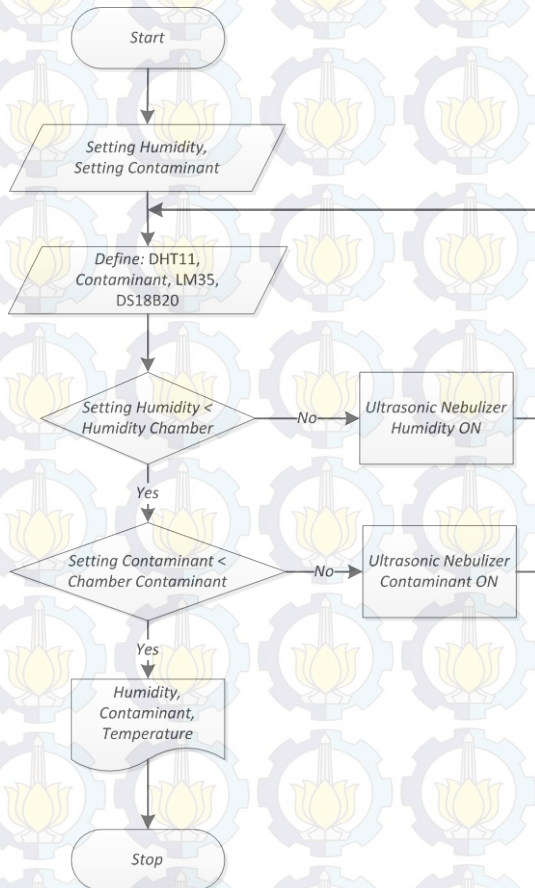 Start
Setting Humidity,
Setting Contaminant
Define: DHT11,
Contaminant, LM35,
DS18B20
Setting Humidity <
Humidity Chamber
No
Ultrasonic Nebulizer
Humidity ON
Yes
Setting Contaminant <
Chamber Contaminant
No
Ultrasonic Nebulizer
Contaminant ON
Yes
Humidity,
Contaminant,
Temperature
Stop